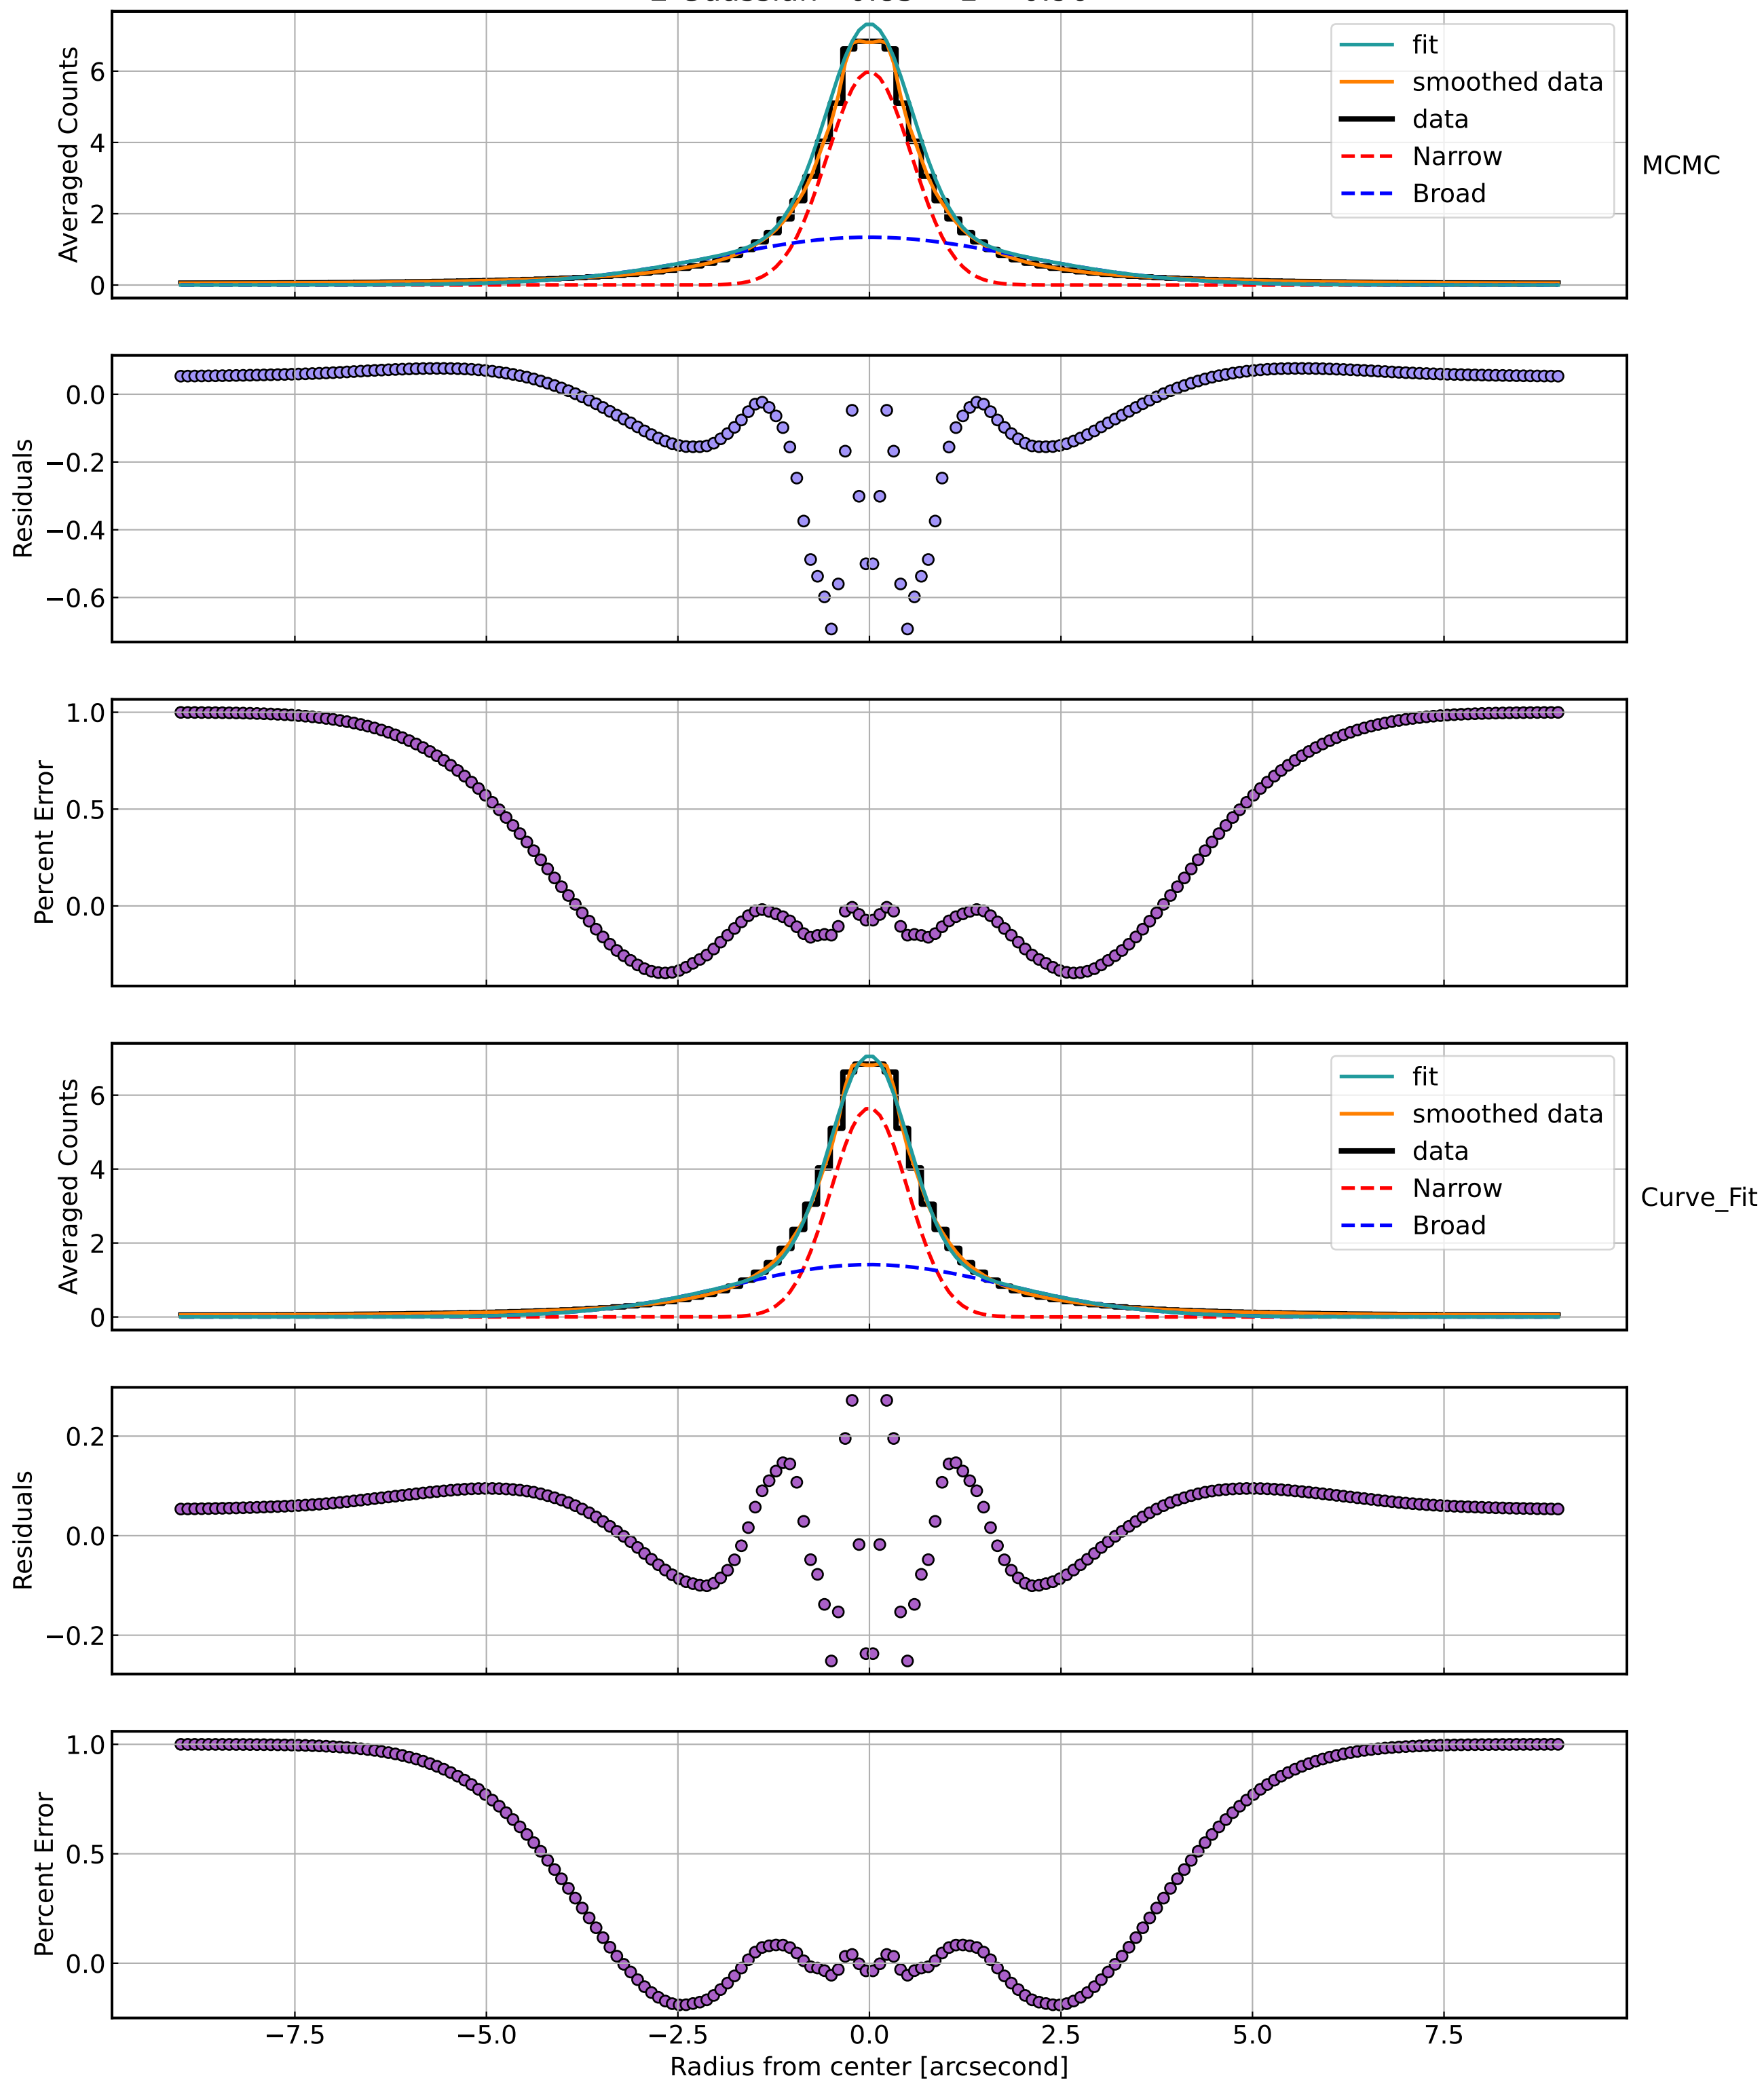 6
4
2
0
Averaged Counts
fit
smoothed data
data
Narrow
Broad
MCMC
0.0
−0.2
−0.4
−0.6
Residuals
1.0
0.5
0.0
Percent Error
6
4
2
0
Averaged Counts
fit
smoothed data
data
Narrow
Broad
Curve_Fit
0.2
0.0
−0.2
Residuals
1.0
0.5
0.0
Percent Error
−7.5 −5.0 −2.5 0.0 2.5 5.0 7.5
Radius from center [arcsecond]